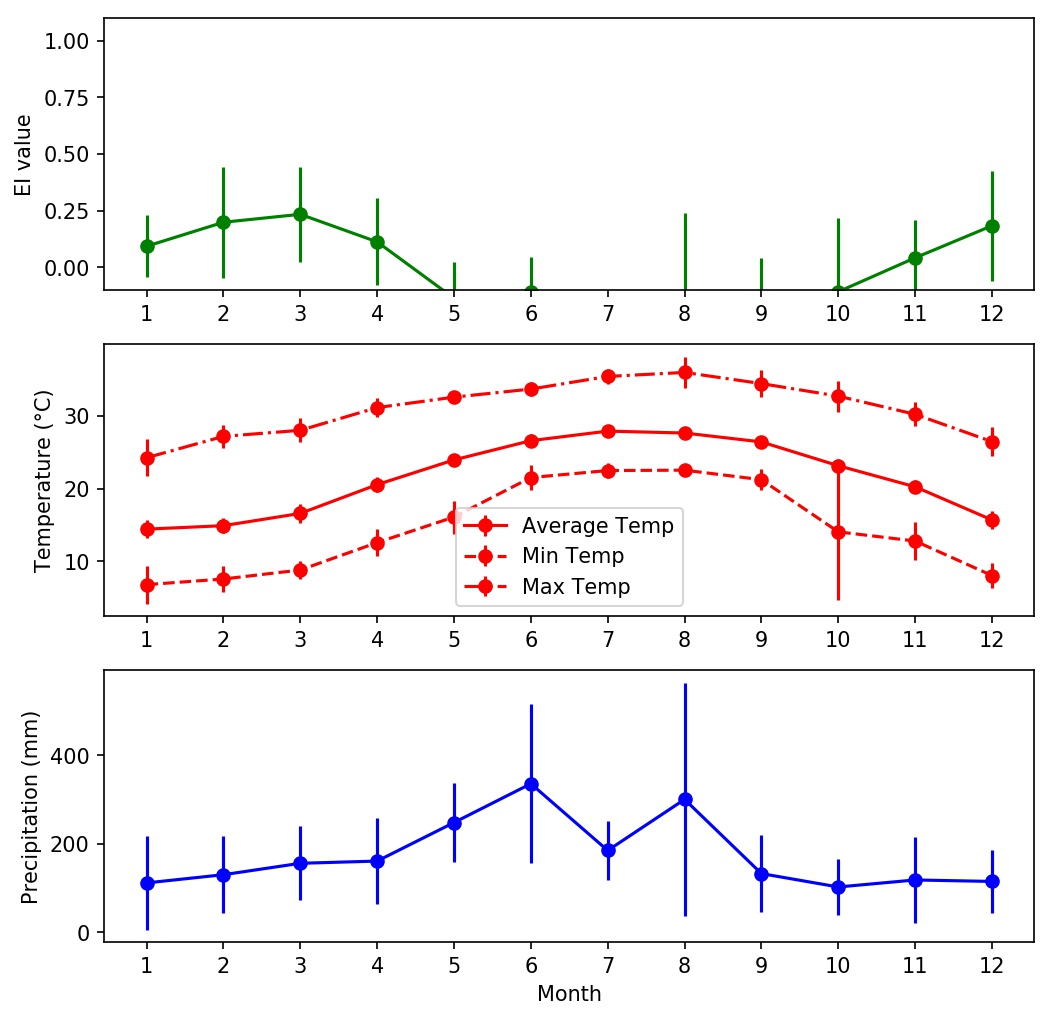 EI value
1.00
0.75
0.50
0.25
0.00
1 2 3 4 5 6 7 8 9 10 11 12
Temperature (°C)
30
20
10
Average Temp
Min Temp
Max Temp
1 2 3 4 5 6 7 8 9 10 11 12
Precipitation (mm)
400
200
0
1 2 3 4 5 6 7 8 9 10 11 12
Month